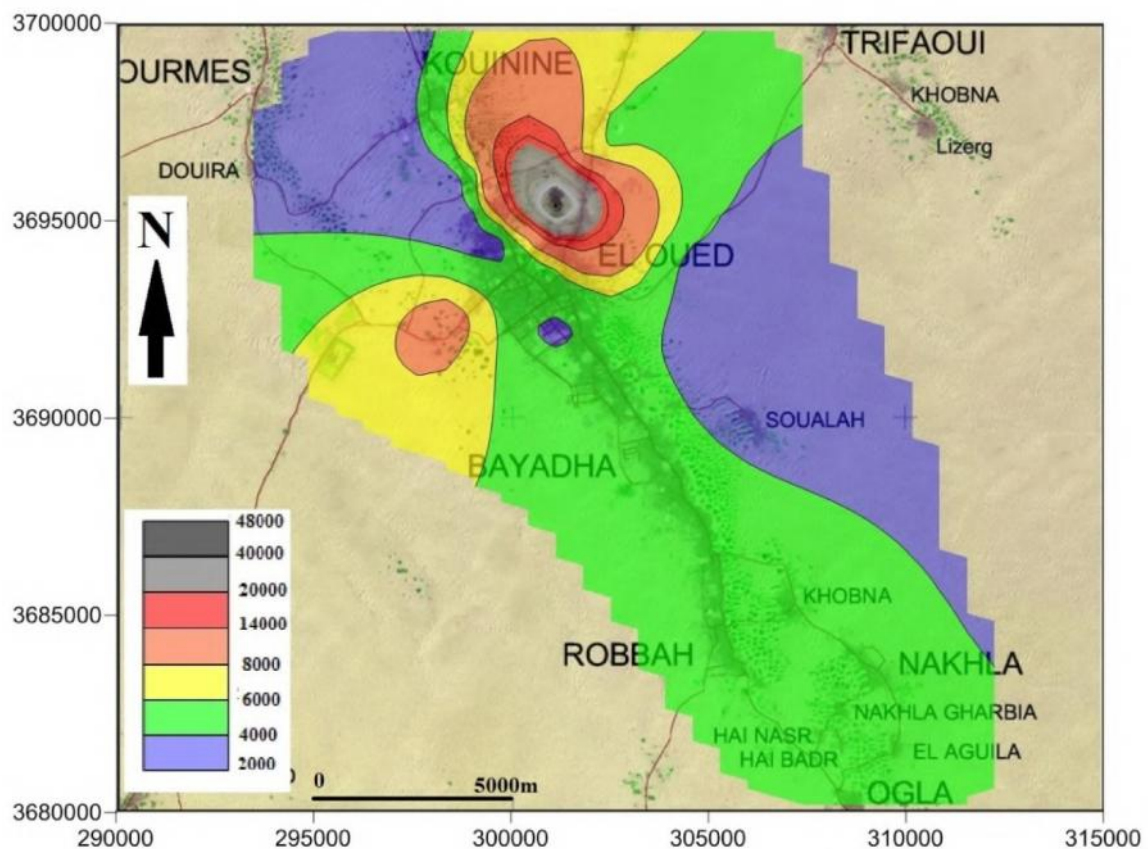 3700000
TRIFAOUI
KOUININE
OURMES
KHOBNA
Lizerg
DOUIRA
N
3695000
EL OUED
3690000
SOUALAH
BAYADHA
48000
40000
20000
14000
8000
6000
4000
2000
3685000
KHOBNA
ROBBAH
NAKHLA
NAKHLA GHARBIA
HAI NASR
EL AGUILA
HAI BADR
0 5000m
OGLA
3680000
290000 295000 300000 305000 310000 315000